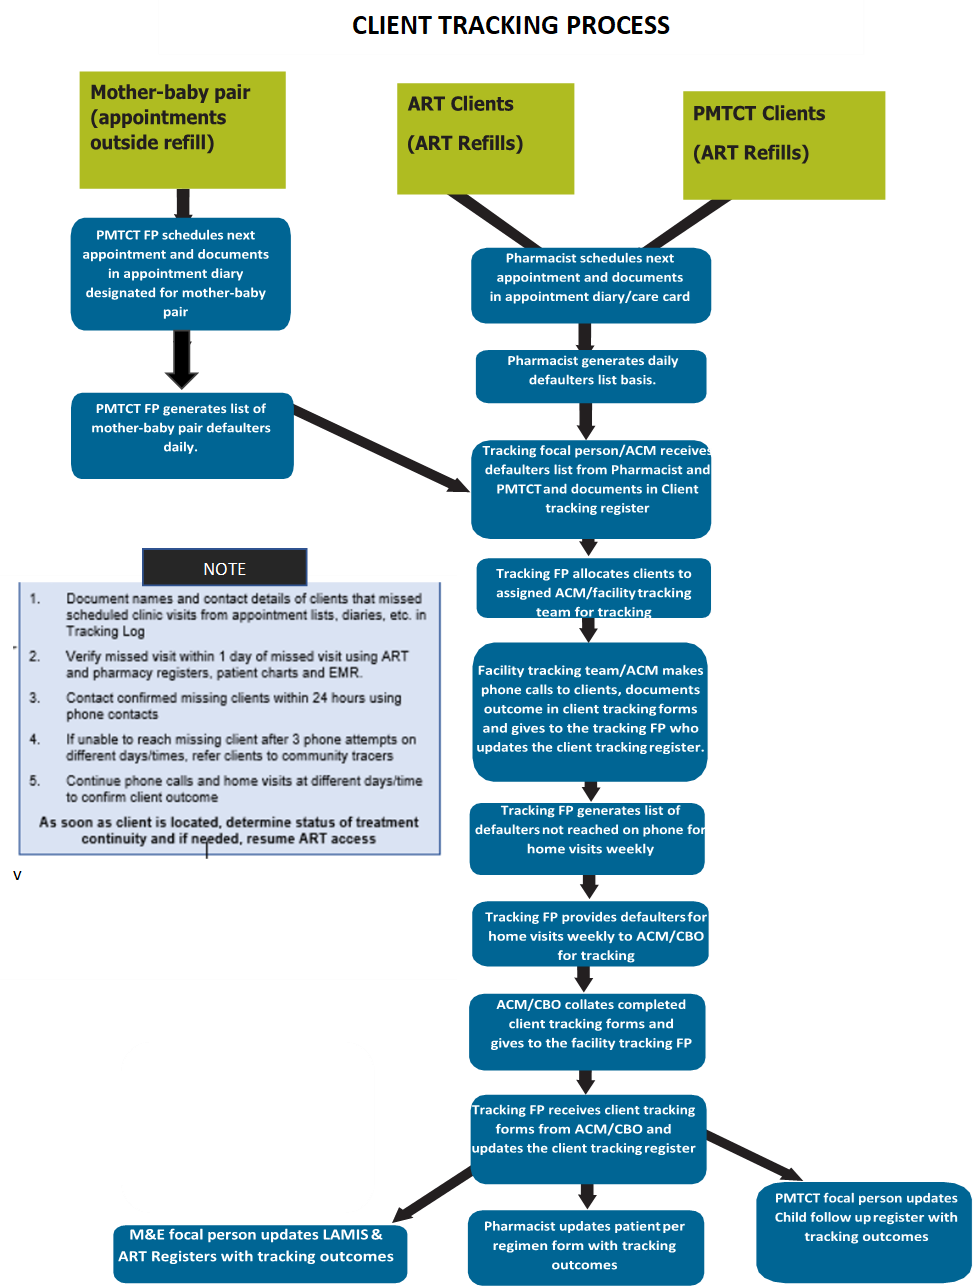 CLIENT TRACKING PROCESS
Mother-baby pair
(appointments
outside refill)
ART Clients
(ART Refills)
PMTCT Clients
(ART Refills)
PMTCT FP schedules next
appointment and documents
in appointment diary
designated for mother-baby
pair
Pharmacist schedules next
appointment and documents
in appointment diary/care card
Pharmacist generates daily
defaulters list basis.
PMTCT FP generates list of
mother-baby pair defaulters
daily.
Tracking focal person/ACM receives
defaulters list from Pharmacist and
PMTCT and documents in Client
tracking register
NOTE
1. Document names and contact details of clients that missed
scheduled clinic visits from appointment lists, diaries, etc. in
Tracking Log
2. Verify missed visit within 1 day of missed visit using ART
and pharmacy registers, patient charts and EMR.
3. Contact confirmed missing clients within 24 hours using
phone contacts
4. If unable to reach missing client after 3 phone attempts on
different days/times, refer clients to community tracers
5. Continue phone calls and home visits at different days/time
to confirm client outcome
As soon as client is located, determine status of treatment
continuity and if needed, resume ART access
v
Tracking FP allocates clients to
assigned ACM/facility tracking
team for tracking
Facility tracking team/ACM makes
phone calls to clients, documents
outcome in client tracking forms
and gives to the tracking FP who
updates the client tracking register.
Tracking FP generates list of
defaulters not reached on phone for
home visits weekly
Tracking FP provides defaulters for
home visits weekly to ACM/CBO
for tracking
ACM/CBO collates completed
client tracking forms and
gives to the facility tracking FP
Tracking FP receives client tracking
forms from ACM/CBO and
updates the client tracking register
M&E focal person updates LAMIS &
ART Registers with tracking outcomes
Pharmacist updates patient per
regimen form with tracking
outcomes
PMTCT focal person updates
Child follow up register with
tracking outcomes